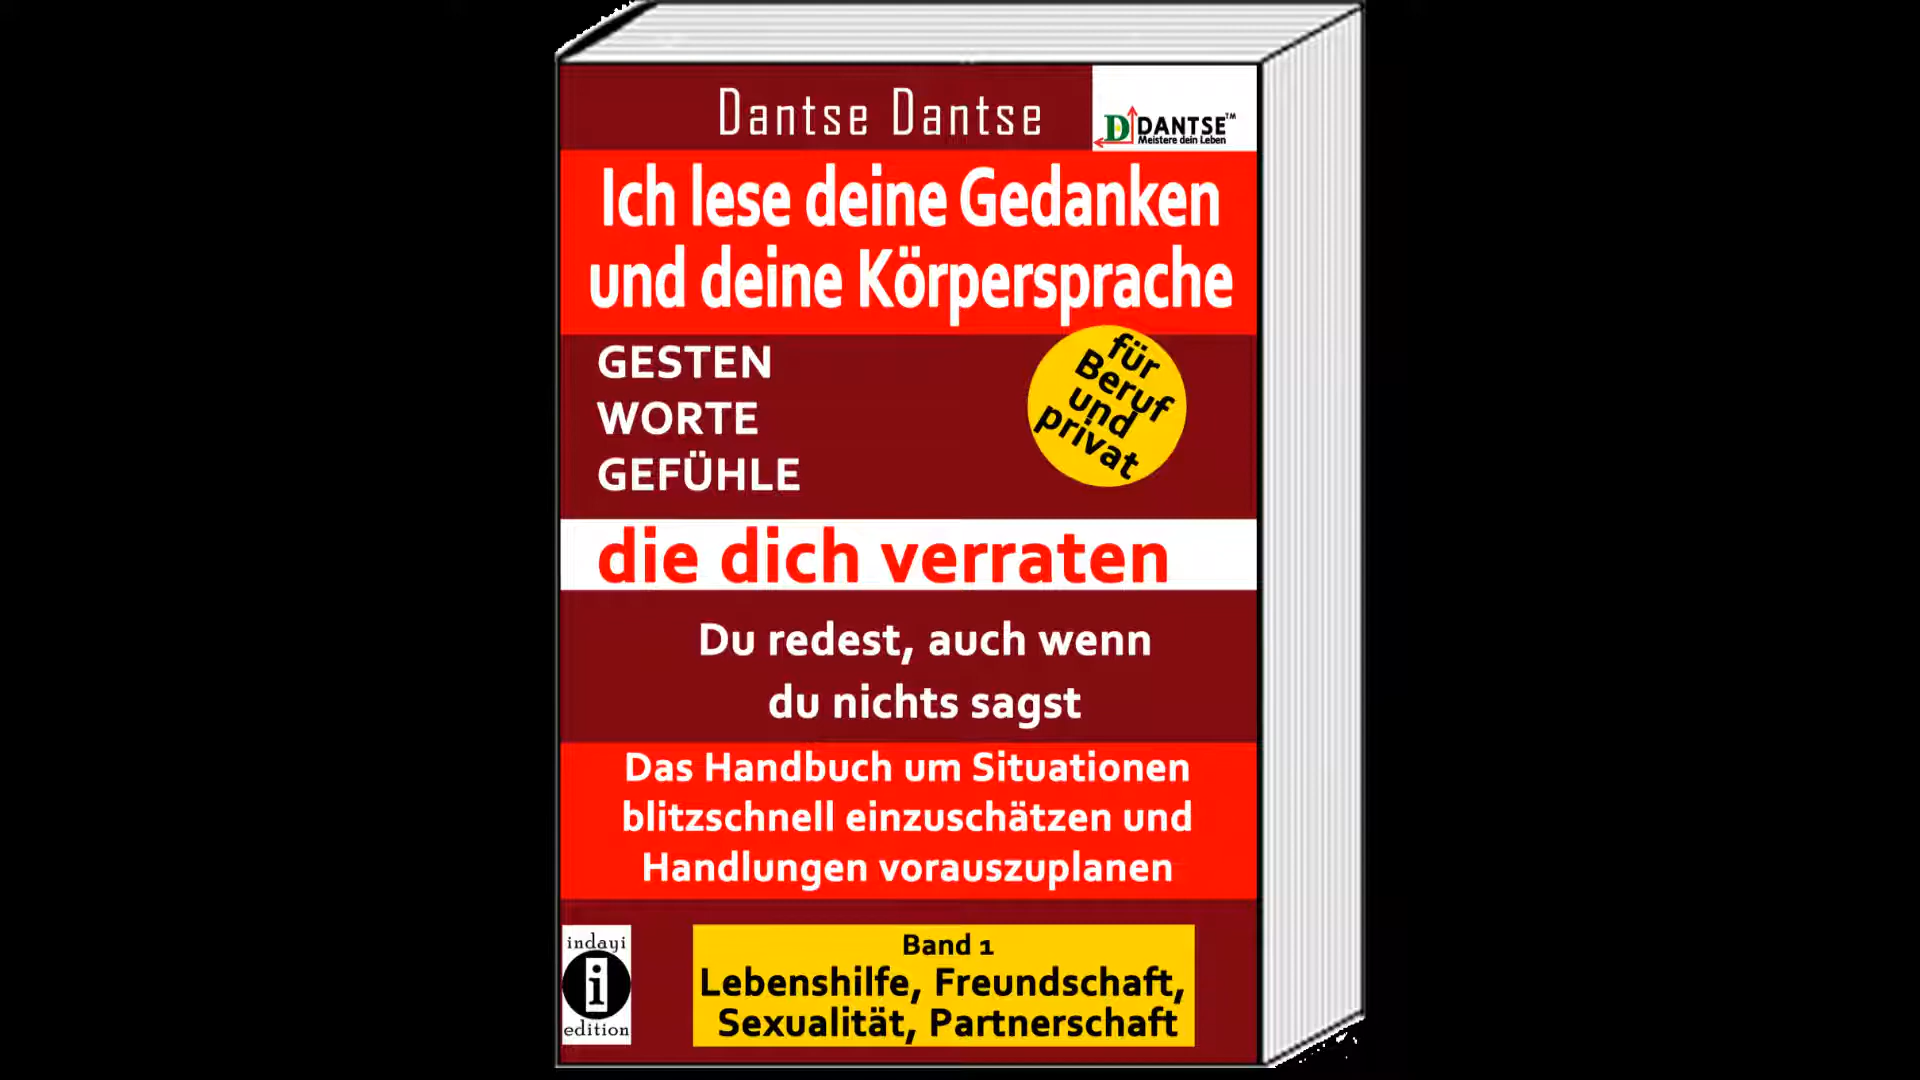 Dantse Dantse
D DANTSE™
Meistere dein Leben
Ich lese deine Gedanken
und deine Körpersprache
GESTEN
WORTE
GEFÜHLE
für
Beruf
und
privat
die dich verraten
Du redest, auch wenn
du nichts sagst
Das Handbuch um Situationen
blitzschnell einzuschätzen und
Handlungen vorauszuplanen
indayi
i
edition
Band 1
Lebenshilfe, Freundschaft,
Sexualität, Partnerschaft